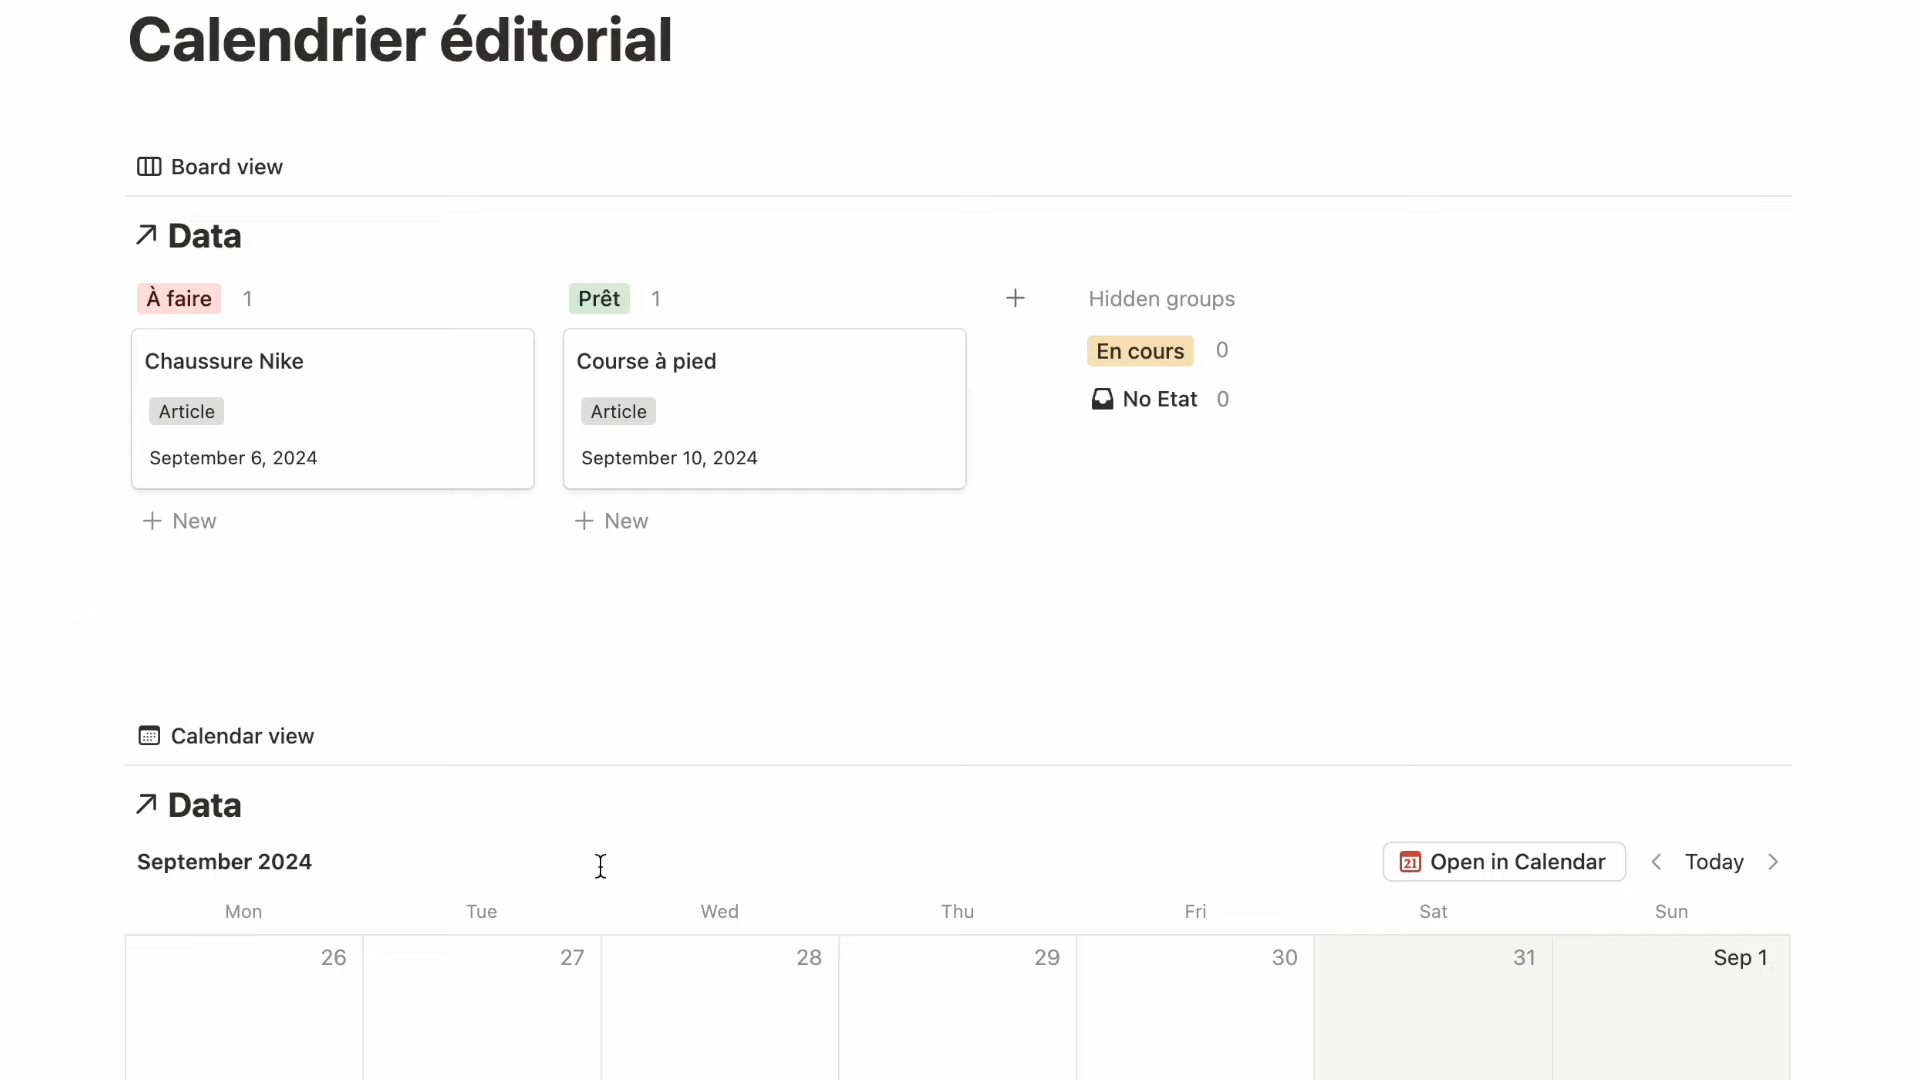 Calendrier éditorial
Board view
Data
À faire 1
Chaussure Nike
Article
September 6, 2024
+ New
Prêt 1
Course à pied
Article
September 10, 2024
+ New
+
Hidden groups
En cours 0
No Etat 0
Calendar view
Data
September 2024
21 Open in Calendar < Today >
Mon Tue Wed Thu Fri Sat Sun
26 27 28 29 30 31 Sep 1